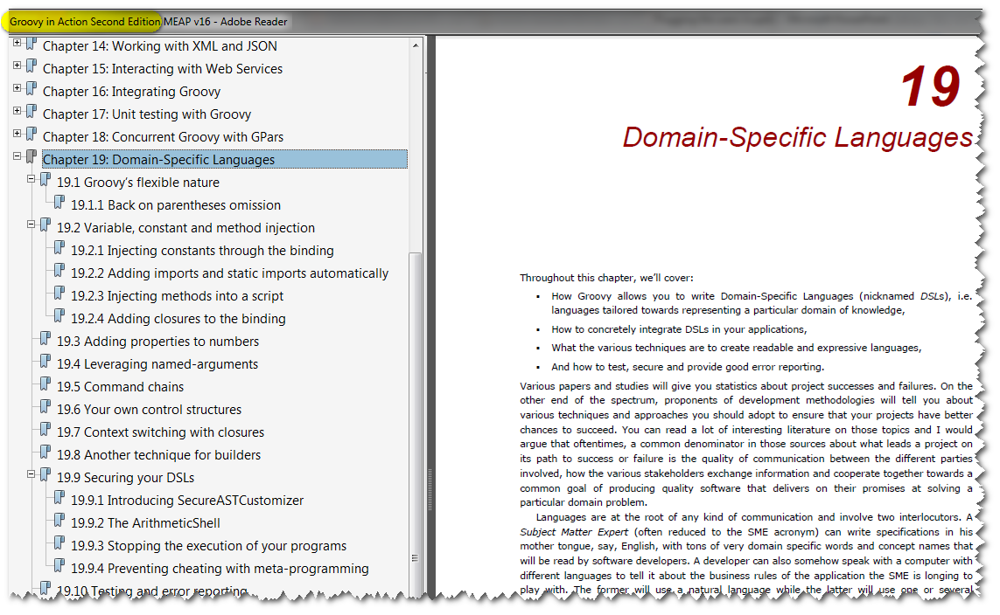 Groovy in Action Second Edition MEAP v16 - Adobe Reader
Chapter 14: Working with XML and JSON
Chapter 15: Interacting with Web Services
Chapter 16: Integrating Groovy
Chapter 17: Unit testing with Groovy
Chapter 18: Concurrent Groovy with GPars
Chapter 19: Domain-Specific Languages
19.1 Groovy's flexible nature
19.1.1 Back on parentheses omission
19.2 Variable, constant and method injection
19.2.1 Injecting constants through the binding
19.2.2 Adding imports and static imports automatically
19.2.3 Injecting methods into a script
19.2.4 Adding closures to the binding
19.3 Adding properties to numbers
19.4 Leveraging named-arguments
19.5 Command chains
19.6 Your own control structures
19.7 Context switching with closures
19.8 Another technique for builders
19.9 Securing your DSLs
19.9.1 Introducing SecureASTCustomizer
19.9.2 The ArithmeticShell
19.9.3 Stopping the execution of your programs
19.9.4 Preventing cheating with meta-programming
19.10 Testing and error reporting
19
Domain-Specific Languages
Throughout this chapter, we'll cover:
▪ How Groovy allows you to write Domain-Specific Languages (nicknamed DSLs), i.e.
languages tailored towards representing a particular domain of knowledge,
▪ How to concretely integrate DSLs in your applications,
▪ What the various techniques are to create readable and expressive languages,
▪ And how to test, secure and provide good error reporting.
Various papers and studies will give you statistics about project successes and failures. On the
other end of the spectrum, proponents of development methodologies will tell you about
various techniques and approaches you should adopt to ensure that your projects have better
chances to succeed. You can read a lot of interesting literature on those topics and I would
argue that oftentimes, a common denominator in those sources about what leads a project on
its path to success or failure is the quality of communication between the different parties
involved, how the various stakeholders exchange information and cooperate together towards a
common goal of producing quality software that delivers on their promises at solving a
particular domain problem.
Languages are at the root of any kind of communication and involve two interlocutors. A
Subject Matter Expert (often reduced to the SME acronym) can write specifications in his
mother tongue, say, English, with tons of very domain specific words and concept names that
will be read by software developers. A developer can also somehow speak with a computer with
different languages to tell it about the business rules of the application the SME is longing to
play with. The former will use a natural language while the latter will use one or several